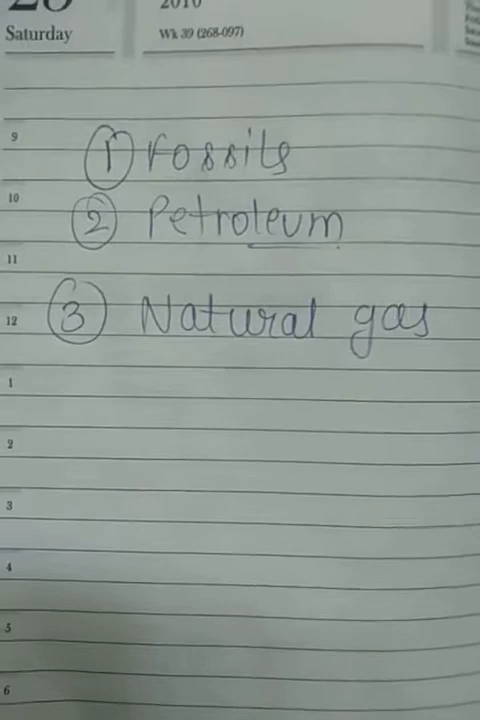 Saturday
2010
Wk 39 (268-097)
9
① Fossils
10
② Petroleum
11
12
③ Natural gas
1
2
3
4
5
6